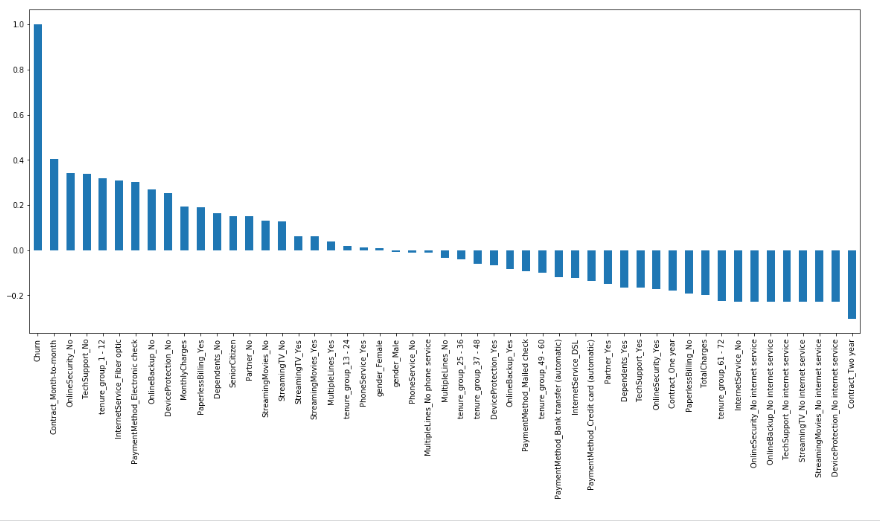 1.0
0.8
0.6
0.4
0.2
0.0
−0.2
Churn
Contract_Month-to-month
OnlineSecurity_No
TechSupport_No
tenure_group_1 - 12
InternetService_Fiber optic
PaymentMethod_Electronic check
OnlineBackup_No
DeviceProtection_No
MonthlyCharges
PaperlessBilling_Yes
Dependents_No
SeniorCitizen
Partner_No
StreamingMovies_No
StreamingTV_No
StreamingTV_Yes
StreamingMovies_Yes
MultipleLines_Yes
tenure_group_13 - 24
PhoneService_Yes
gender_Female
gender_Male
PhoneService_No
MultipleLines_No phone service
MultipleLines_No
tenure_group_25 - 36
tenure_group_37 - 48
DeviceProtection_Yes
OnlineBackup_Yes
PaymentMethod_Mailed check
tenure_group_49 - 60
PaymentMethod_Bank transfer (automatic)
InternetService_DSL
PaymentMethod_Credit card (automatic)
Partner_Yes
Dependents_Yes
TechSupport_Yes
OnlineSecurity_Yes
Contract_One year
PaperlessBilling_No
TotalCharges
tenure_group_61 - 72
InternetService_No
OnlineSecurity_No internet service
OnlineBackup_No internet service
TechSupport_No internet service
StreamingTV_No internet service
StreamingMovies_No internet service
DeviceProtection_No internet service
Contract_Two year